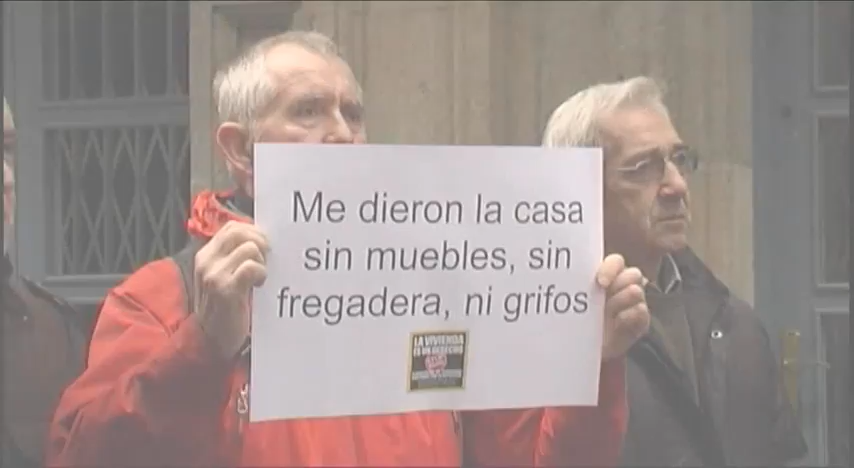 Me dieron la casa
sin muebles, sin
fregadera, ni grifos
LA VIVIENDA
ES UN DERECHO